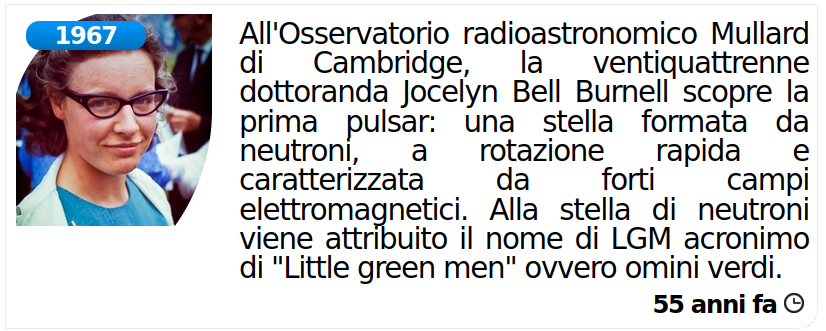 1967
All'Osservatorio radioastronomico Mullard
di Cambridge, la ventiquattrenne
dottoranda Jocelyn Bell Burnell scopre la
prima pulsar: una stella formata da
neutroni, a rotazione rapida e
caratterizzata da forti campi
elettromagnetici. Alla stella di neutroni
viene attribuito il nome di LGM acronimo
di "Little green men" ovvero omini verdi.
55 anni fa